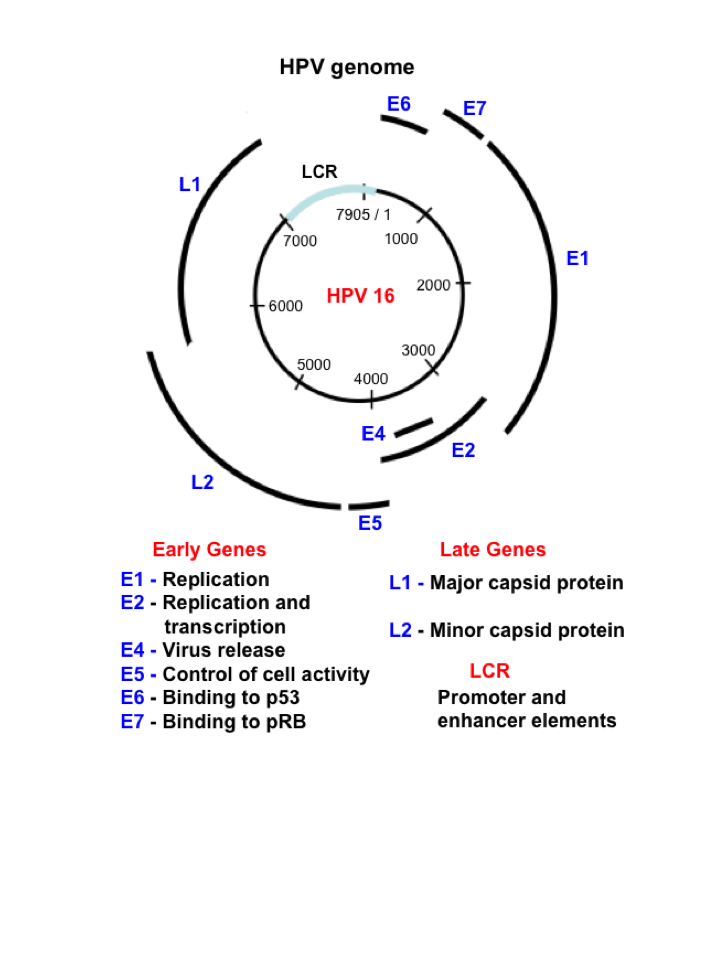 HPV genome
E6
E7
LCR
L1
7905 / 1
7000
1000
E1
2000
HPV 16
6000
3000
5000
4000
E4
E2
L2
E5
Early Genes
E1 - Replication
E2 - Replication and
transcription
E4 - Virus release
E5 - Control of cell activity
E6 - Binding to p53
E7 - Binding to pRB
Late Genes
L1 - Major capsid protein
L2 - Minor capsid protein
LCR
Promoter and
enhancer elements